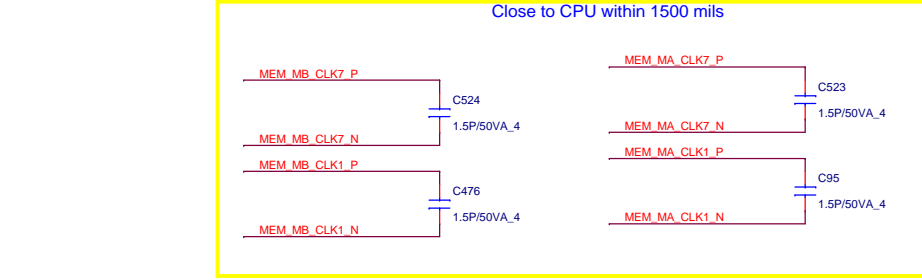 Close to CPU within 1500 mils
MEM_MB_CLK7_P
C524
1.5P/50VA_4
MEM_MB_CLK7_N
MEM_MB_CLK1_P
C476
1.5P/50VA_4
MEM_MB_CLK1_N
MEM_MA_CLK7_P
C523
1.5P/50VA_4
MEM_MA_CLK7_N
MEM_MA_CLK1_P
C95
1.5P/50VA_4
MEM_MA_CLK1_N